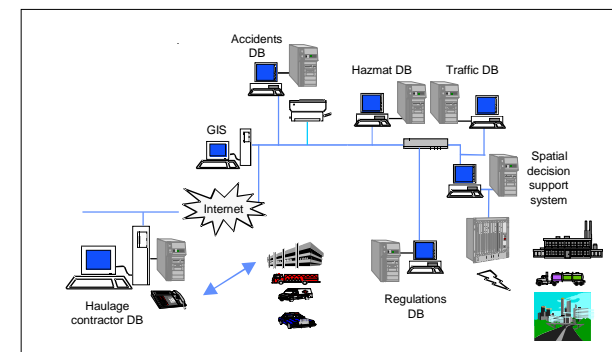 Accidents
DB
Hazmat DB
Traffic DB
GIS
Spatial
decision
support
system
Internet
Haulage
contractor DB
Regulations
DB